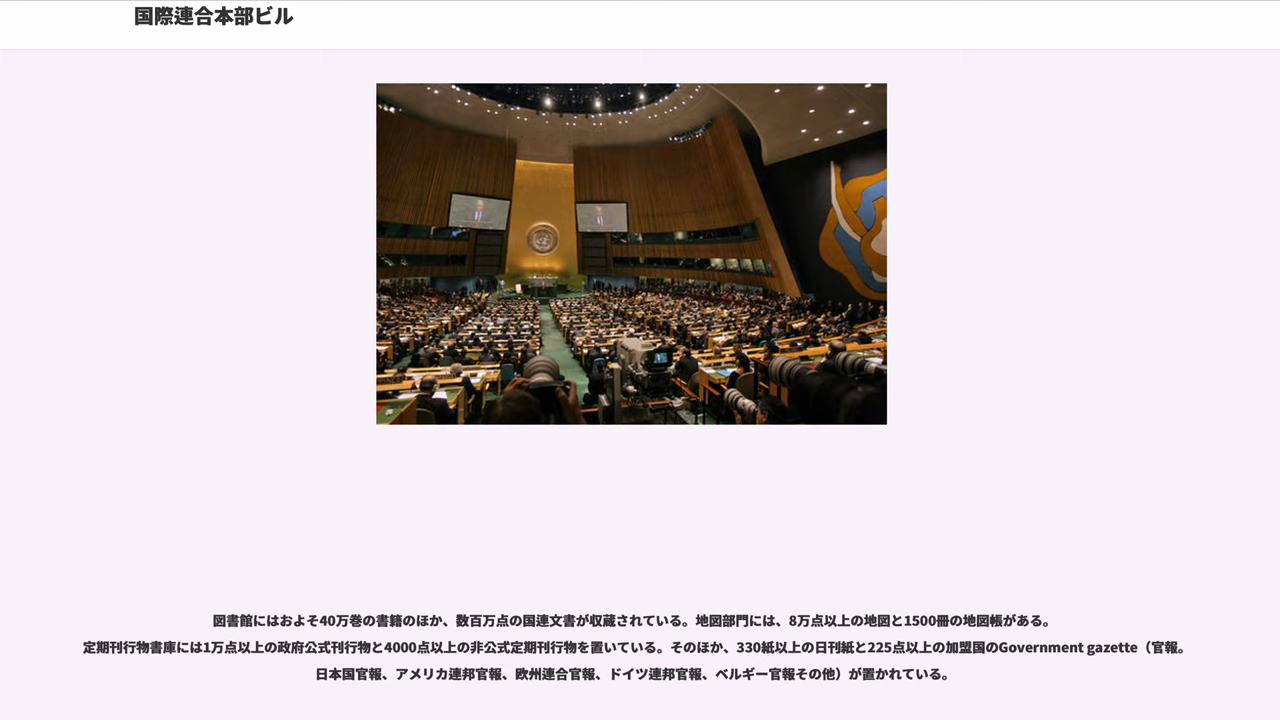 国際連合本部ビル
図書館にはおよそ40万巻の書籍のほか、数百万点の国連文書が収蔵されている。地図部門には、8万点以上の地図と1500冊の地図帳がある。
定期刊行物書庫には1万点以上の政府公式刊行物と4000点以上の非公式定期刊行物を置いている。そのほか、330紙以上の日刊紙と225点以上の加盟国のGovernment gazette（官報。
日本国官報、アメリカ連邦官報、欧州連合官報、ドイツ連邦官報、ベルギー官報その他）が置かれている。